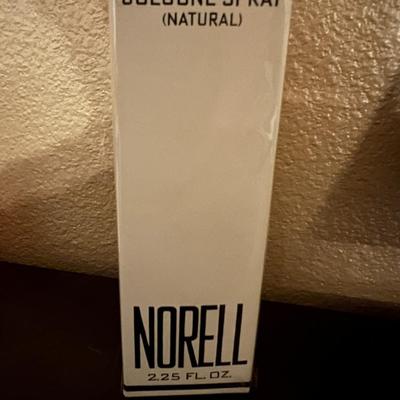 COLOGNE SPRAY
(NATURAL)
NORELL
2.25 FL. OZ.